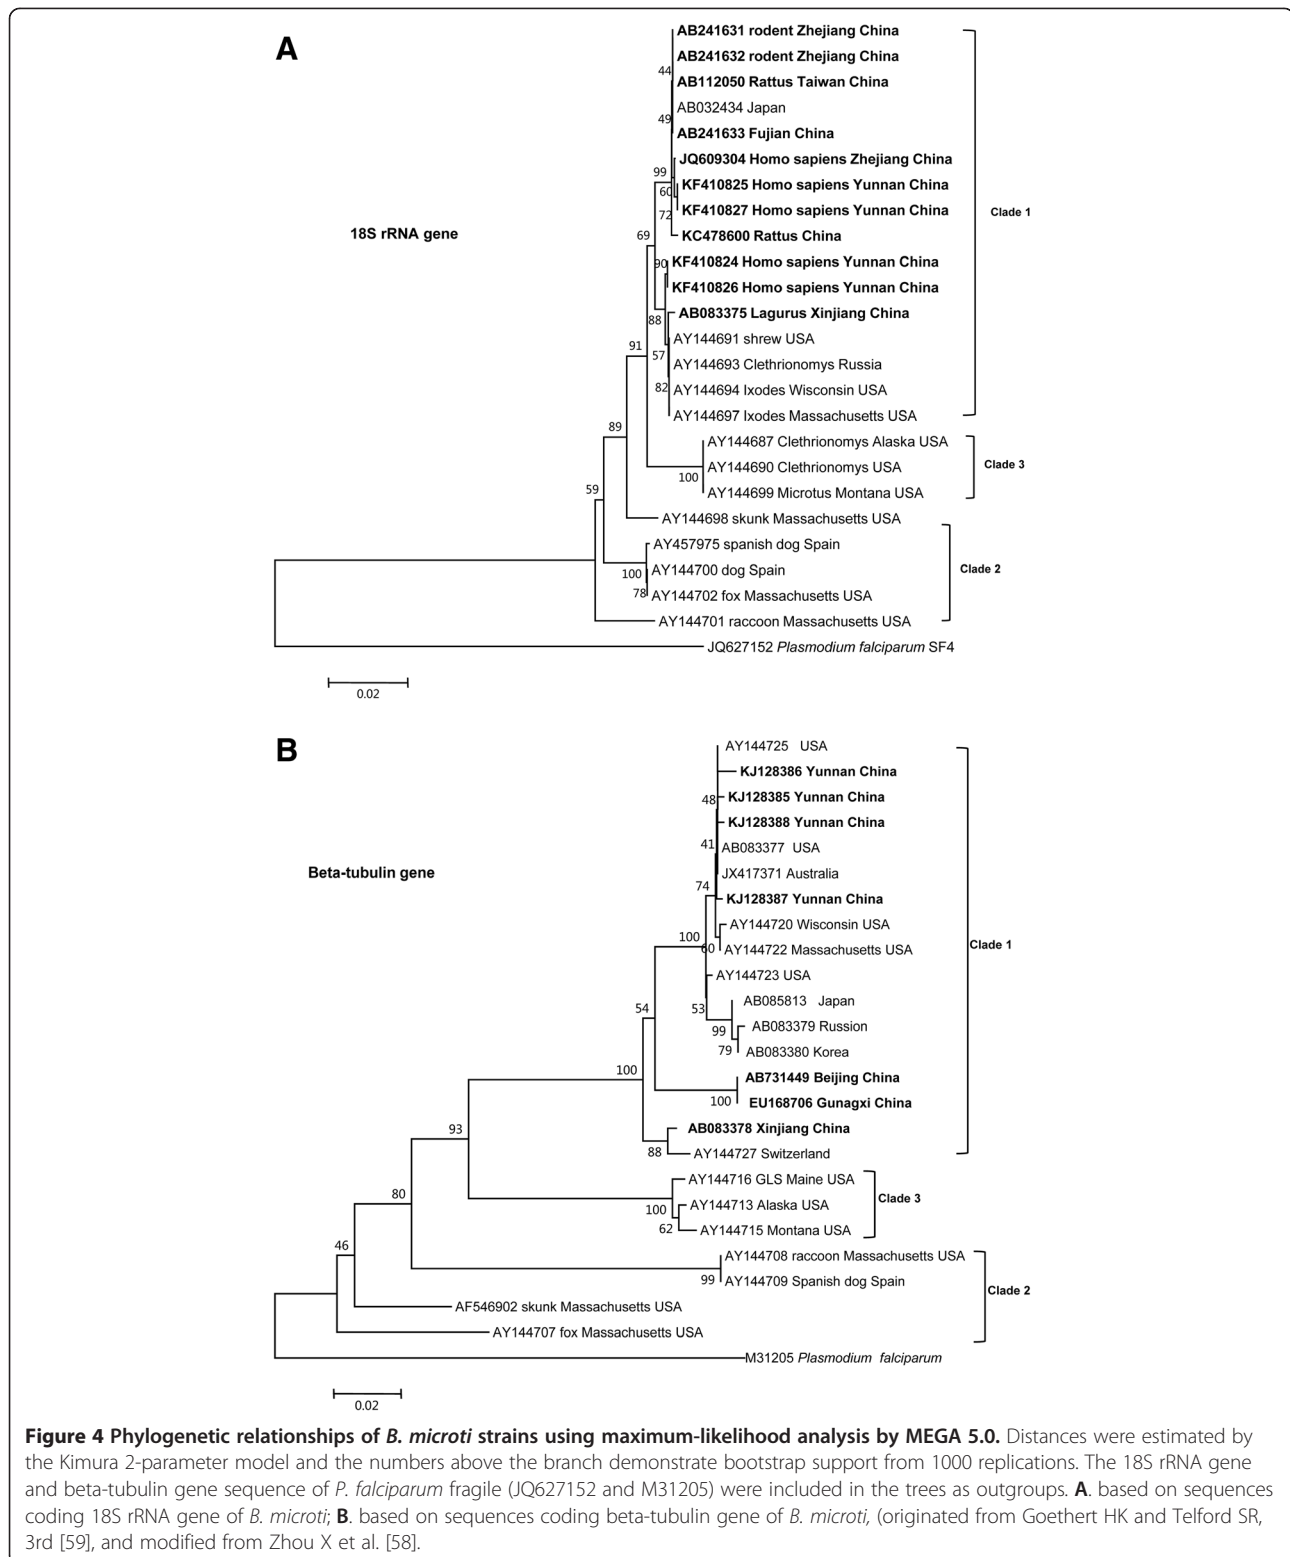 A
AB241631 rodent Zhejiang China
AB241632 rodent Zhejiang China
44
AB112050 Rattus Taiwan China
AB032434 Japan
49
AB241633 Fujian China
JQ609304 Homo sapiens Zhejiang China
99
KF410825 Homo sapiens Yunnan China
60
KF410827 Homo sapiens Yunnan China
72
Clade 1
18S rRNA gene
69
KC478600 Rattus China
KF410824 Homo sapiens Yunnan China
90
KF410826 Homo sapiens Yunnan China
AB083375 Lagurus Xinjiang China
88
AY144691 shrew USA
91
57
AY144693 Clethrionomys Russia
82
AY144694 Ixodes Wisconsin USA
AY144697 Ixodes Massachusetts USA
89
AY144687 Clethrionomys Alaska USA
AY144690 Clethrionomys USA
Clade 3
100
59
AY144699 Microtus Montana USA
AY144698 skunk Massachusetts USA
AY457975 spanish dog Spain
AY144700 dog Spain
Clade 2
100
78
AY144702 fox Massachusetts USA
AY144701 raccoon Massachusetts USA
JQ627152 Plasmodium falciparum SF4
0.02
B
AY144725 USA
KJ128386 Yunnan China
48
KJ128385 Yunnan China
KJ128388 Yunnan China
41
AB083377 USA
Beta-tubulin gene
JX417371 Australia
74
KJ128387 Yunnan China
AY144720 Wisconsin USA
100
60
AY144722 Massachusetts USA
Clade 1
AY144723 USA
54
53
AB085813 Japan
99
AB083379 Russion
79
AB083380 Korea
100
AB731449 Beijing China
100
EU168706 Gunagxi China
93
AB083378 Xinjiang China
88
AY144727 Switzerland
AY144716 GLS Maine USA
80
100
AY144713 Alaska USA
Clade 3
62
AY144715 Montana USA
46
AY144708 raccoon Massachusetts USA
99
AY144709 Spanish dog Spain
Clade 2
AF546902 skunk Massachusetts USA
AY144707 fox Massachusetts USA
M31205 Plasmodium falciparum
0.02
Figure 4 Phylogenetic relationships of B. microti strains using maximum-likelihood analysis by MEGA 5.0. Distances were estimated by
the Kimura 2-parameter model and the numbers above the branch demonstrate bootstrap support from 1000 replications. The 18S rRNA gene
and beta-tubulin gene sequence of P. falciparum fragile (JQ627152 and M31205) were included in the trees as outgroups. A. based on sequences
coding 18S rRNA gene of B. microti; B. based on sequences coding beta-tubulin gene of B. microti, (originated from Goethert HK and Telford SR,
3rd [59], and modified from Zhou X et al. [58].